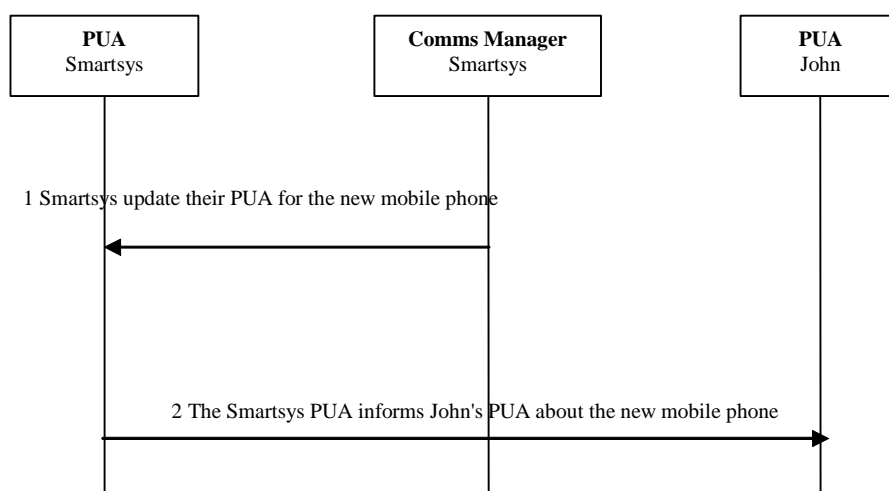 PUA
Smartsys
Comms Manager
Smartsys
PUA
John
1 Smartsys update their PUA for the new mobile phone
2 The Smartsys PUA informs John's PUA about the new mobile phone